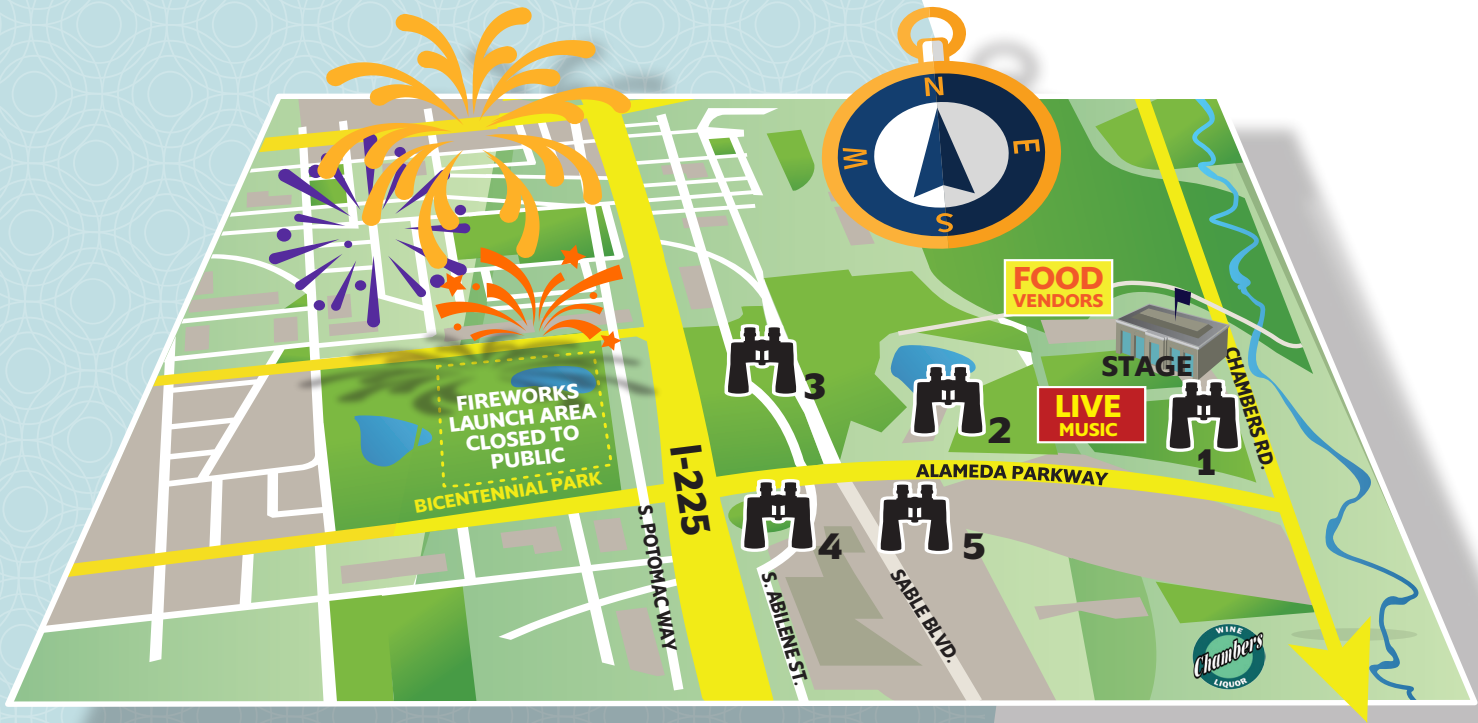 N
W
E
S
FOOD
VENDORS
STAGE
CHAMBERS RD.
3
2
LIVE
MUSIC
1
FIREWORKS
LAUNCH AREA
CLOSED TO
PUBLIC
BICENTENNIAL PARK
I-225
ALAMEDA PARKWAY
4
5
S. POTOMAC WAY
S. ABILENE ST.
SABLE BLVD.
WINE
Chambers
LIQUOR